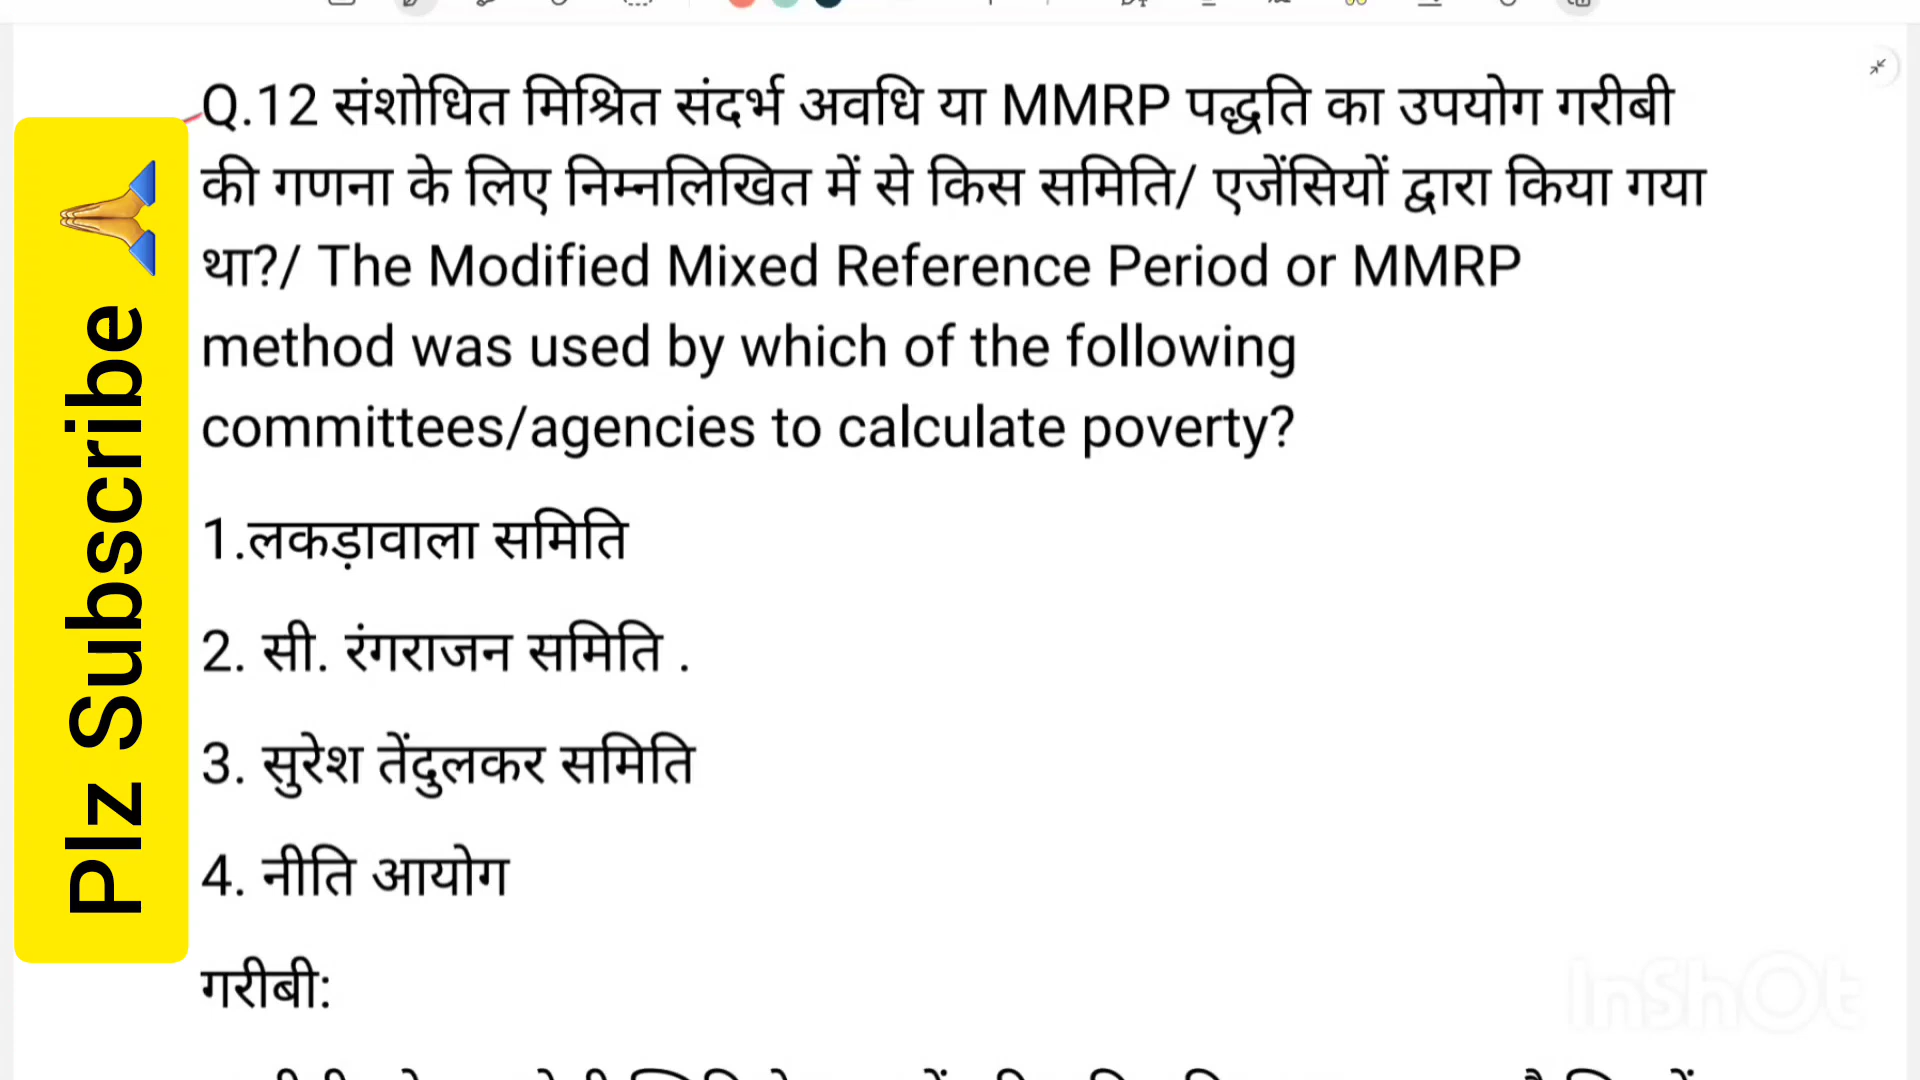 Q.12 संशोधित मिश्रित संदर्भ अवधि या MMRP पद्धति का उपयोग गरीबी
की गणना के लिए निम्नलिखित में से किस समिति/ एजेंसियों द्वारा किया गया
था?/ The Modified Mixed Reference Period or MMRP
method was used by which of the following
committees/agencies to calculate poverty?
1.लकड़ावाला समिति
2. सी. रंगराजन समिति .
3. सुरेश तेंदुलकर समिति
4. नीति आयोग
गरीबी:
Plz Subscribe 🙏
InShOt